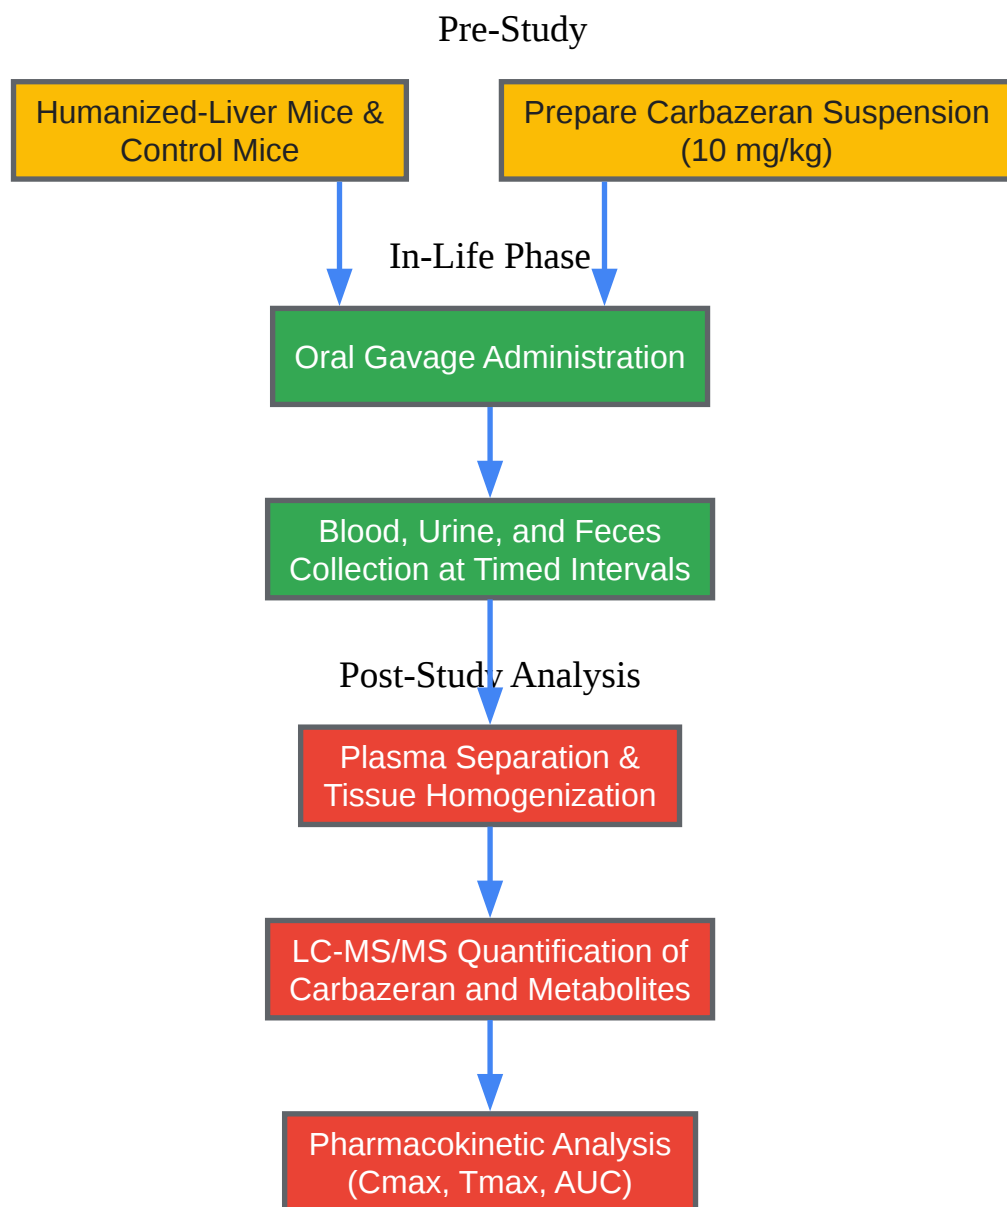 Pre-Study
Humanized-Liver Mice &
Control Mice
Prepare Carbazeran Suspension
(10 mg/kg)
In-Life Phase
Oral Gavage Administration
Blood, Urine, and Feces
Collection at Timed Intervals
Post-Study Analysis
Plasma Separation &
Tissue Homogenization
LC-MS/MS Quantification of
Carbazeran and Metabolites
Pharmacokinetic Analysis
(Cmax, Tmax, AUC)